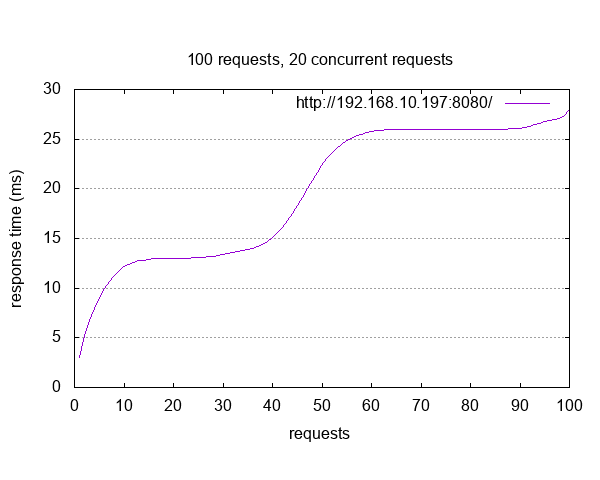 100 requests, 20 concurrent requests
http://192.168.10.197:8080/
30
25
20
15
10
5
0
response time (ms)
0 10 20 30 40 50 60 70 80 90 100
requests